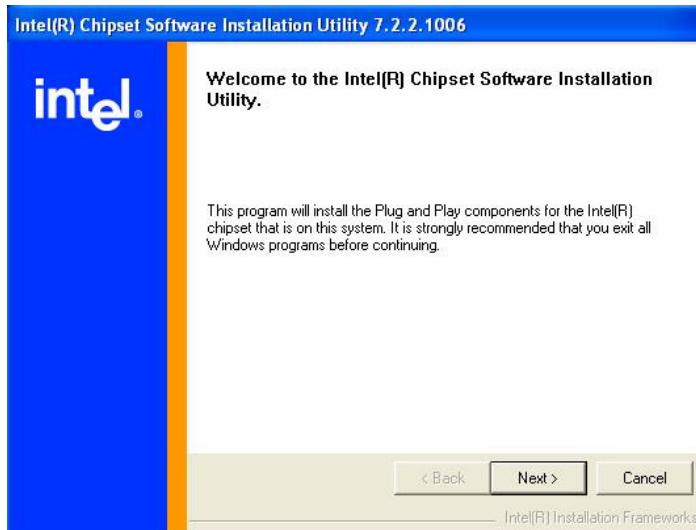 Intel(R) Chipset Software Installation Utility 7.2.2.1006
intel.
Welcome to the Intel(R) Chipset Software Installation
Utility.
This program will install the Plug and Play components for the Intel(R)
chipset that is on this system. It is strongly recommended that you exit all
Windows programs before continuing.
< Back
Next >
Cancel
Intel(R) Installation Frameworks